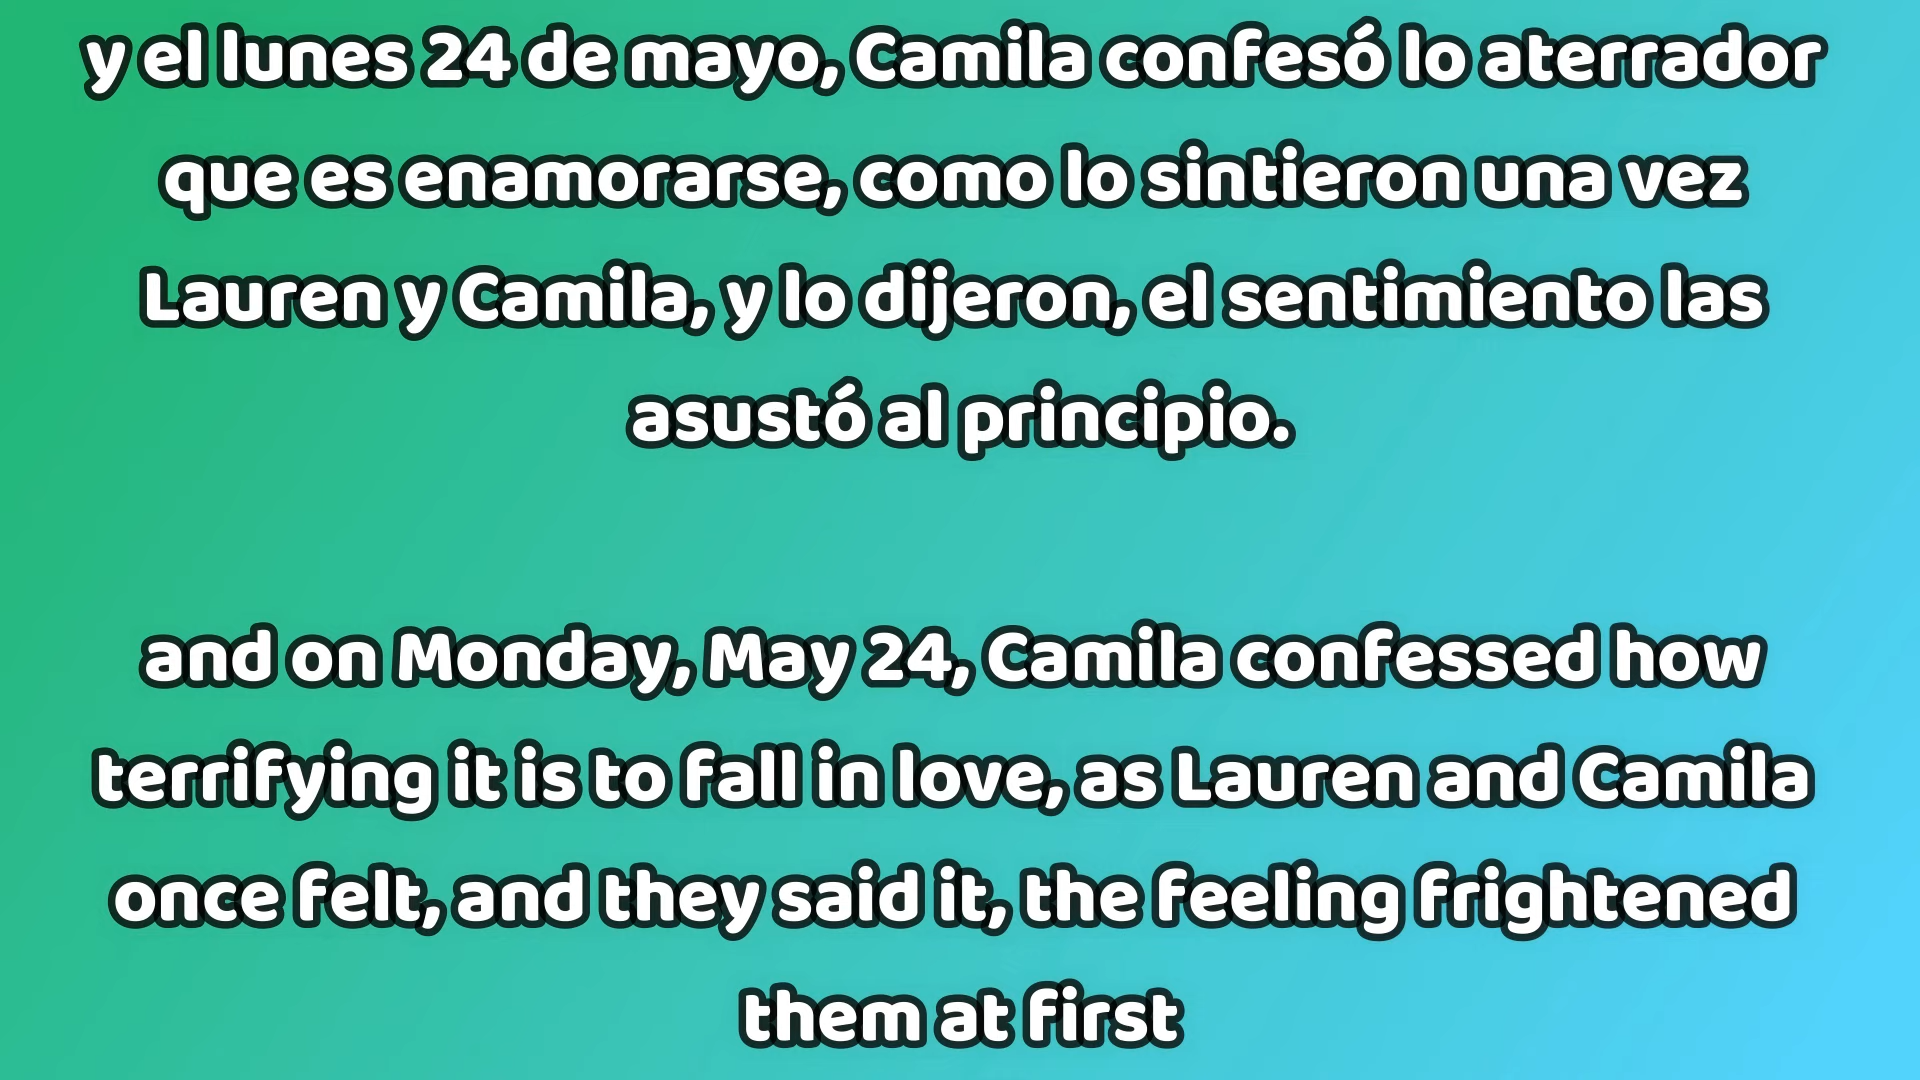 y el lunes 24 de mayo, Camila confesó lo aterrador
que es enamorarse, como lo sintieron una vez
Lauren y Camila, y lo dijeron, el sentimiento las
asustó al principio.
and on Monday, May 24, Camila confessed how
terrifying it is to fall in love, as Lauren and Camila
once felt, and they said it, the feeling frightened
them at first